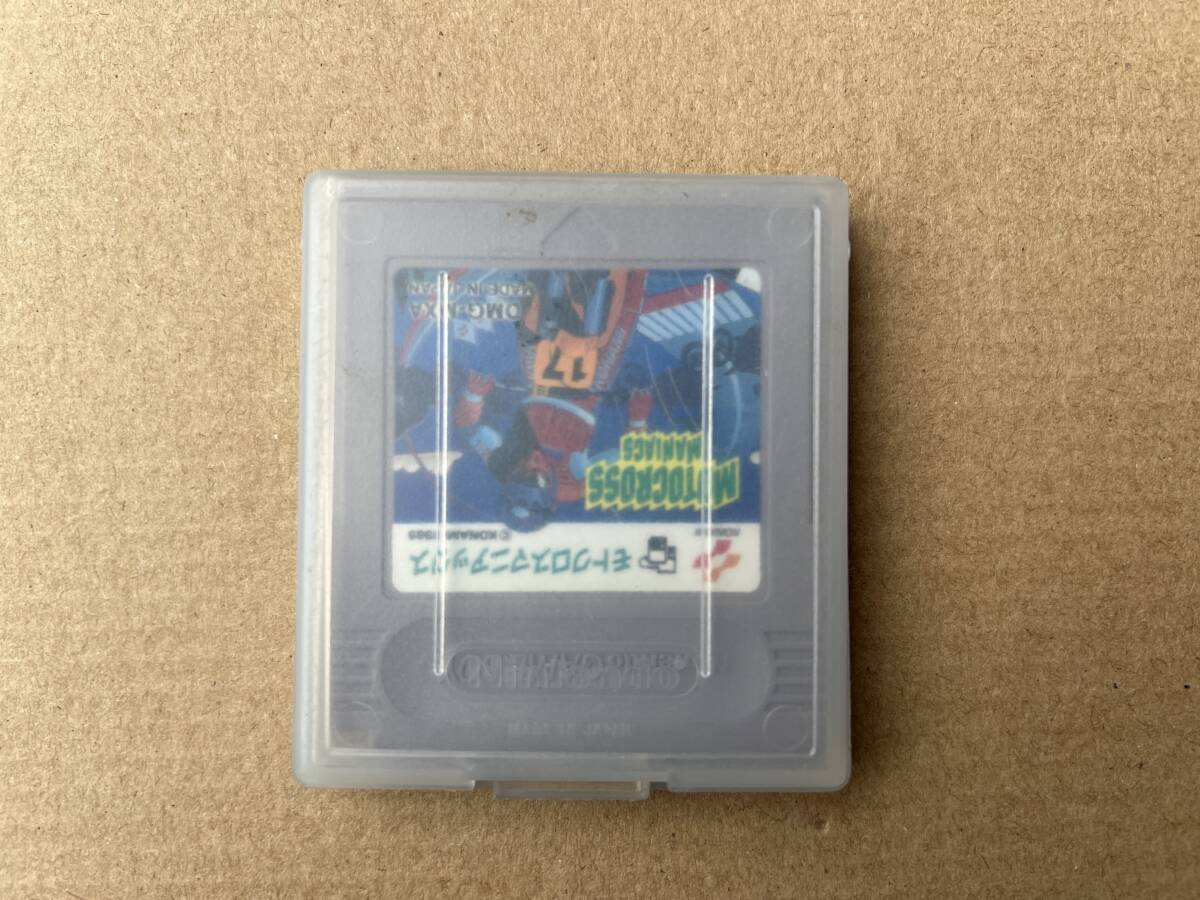 KONAMI
モトクロスマニアックス
© KONAMI 1989
MOTOCROSS
MANIACS
17
DMG-MXA
MADE IN JAPAN